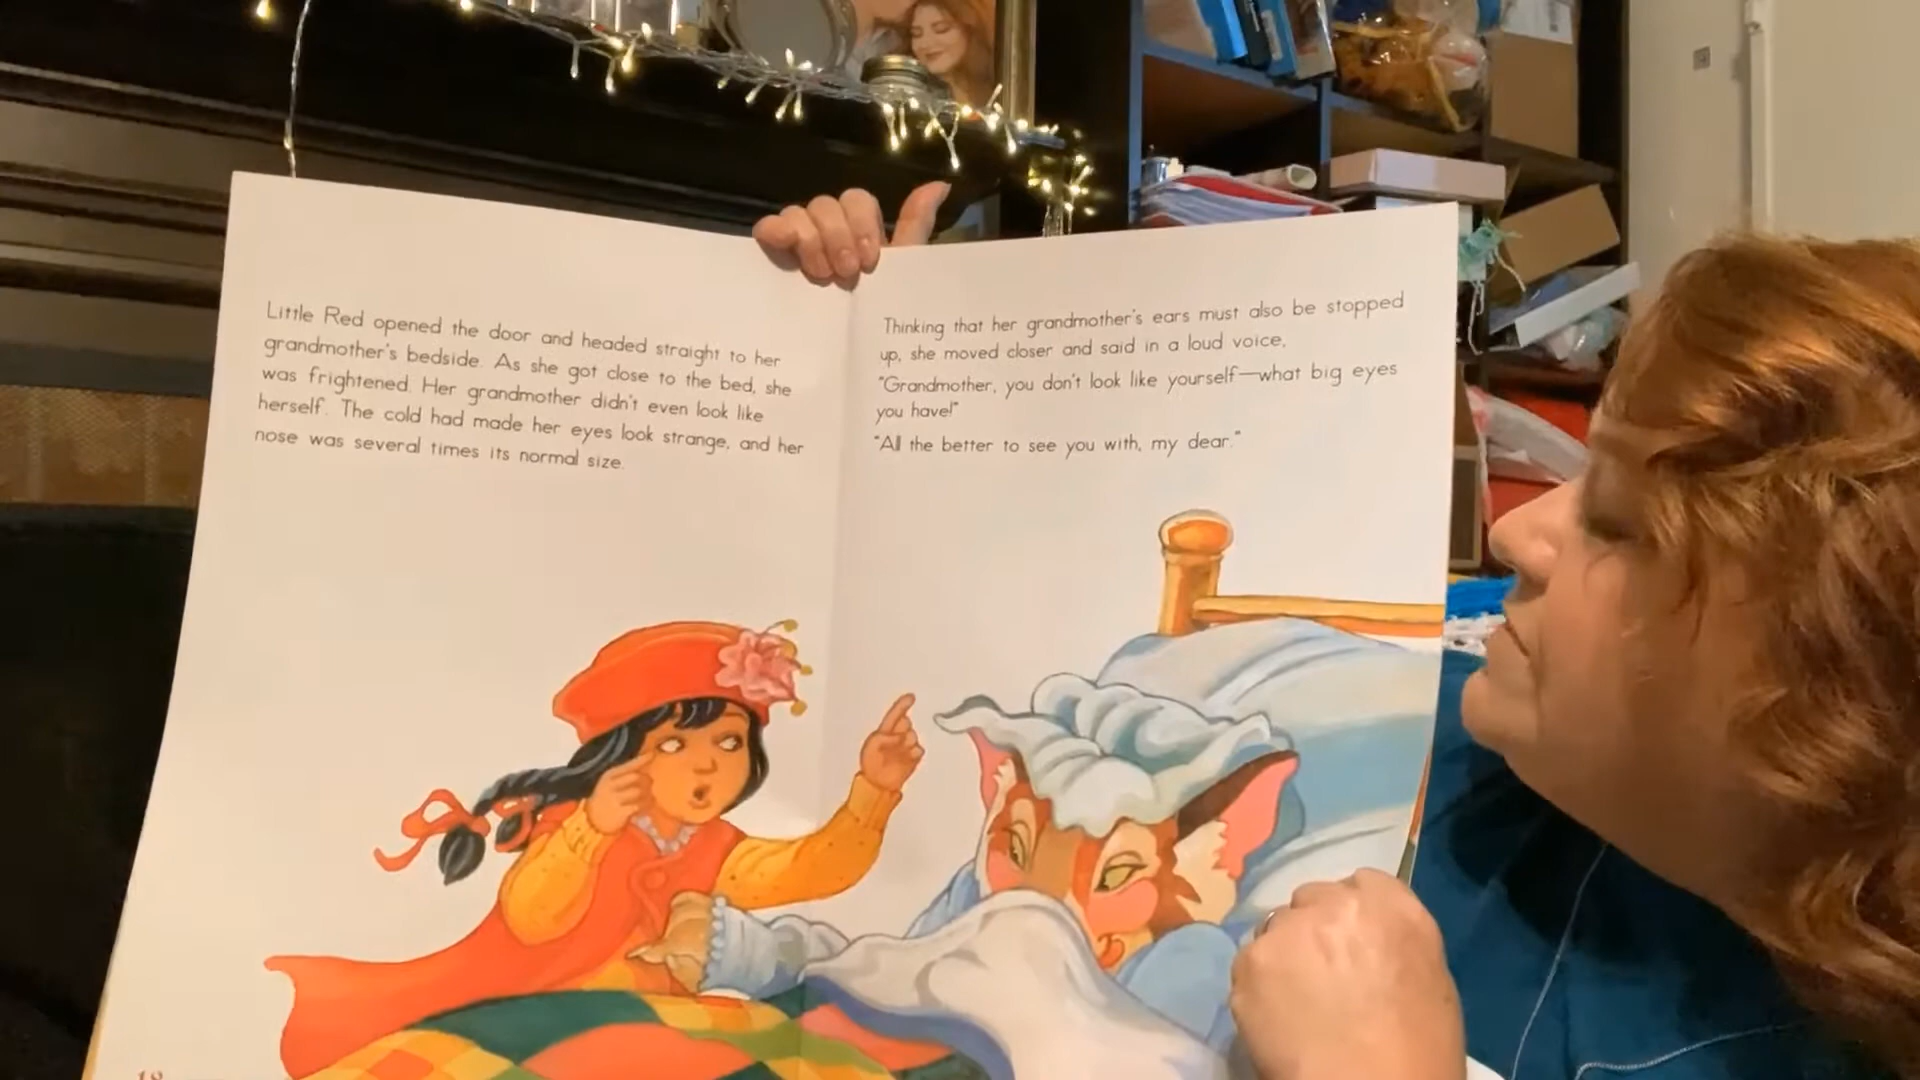 Little Red opened the door and headed straight to her
grandmother's bedside. As she got close to the bed, she
was frightened. Her grandmother didn't even look like
herself. The cold had made her eyes look strange, and her
nose was several times its normal size.
Thinking that her grandmother's ears must also be stopped
up, she moved closer and said in a loud voice,
"Grandmother, you don't look like yourself—what big eyes
you have!"
"All the better to see you with, my dear."